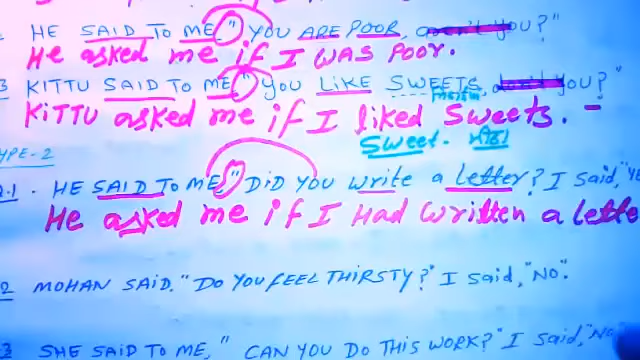 HE SAID TO ME, "YOU ARE POOR, aren't you?"
He asked me if I was Poor.
3 KITTU SAID TO ME, "You LIKE SWEETS, don't you?"
KITTU asked me if I liked Sweets. -
Sweet.
YPE-2
Q.1. HE SAID TO ME, "DID you write a letter? I said, "YE
He asked me if I Had written a lette
2 MOHAN SAID. "DO YOU FEEL THIRSTY?" I said, "NO".
3 SHE SAID TO ME, " CAN YOU DO THIS WORK?" I said, "No